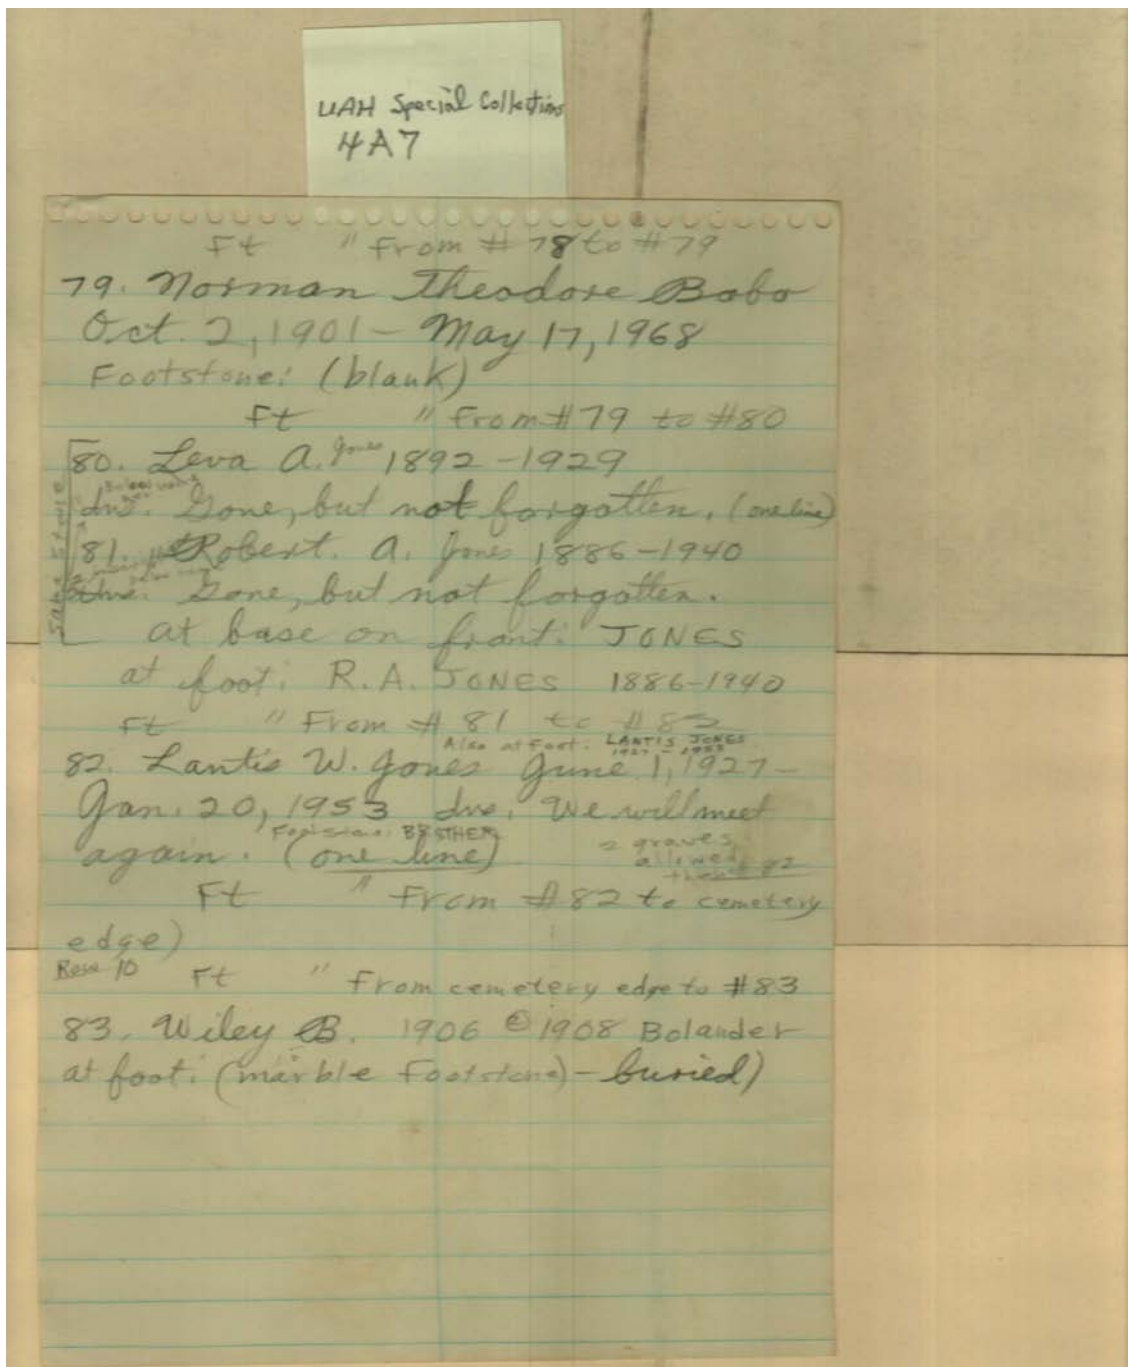 UAH Special Collections
4A7
Ft " From # 78 to # 79
79. Norman Theodore Bobo
Oct. 2, 1901 - May 17, 1968
Footstone: (blank)
Ft " From #79 to #80
80. Leva A. Jones 1892 - 1929
dns. Gone, but not forgotten. (one line)
81. Robert. A. Jones 1886-1940
Gone, but not forgotten.
Same stone
at base on front: JONES
at foot: R.A. JONES 1886-1940
Ft " From # 81 to # 82
Also at Foot: LANTIS JONES
1927 - 1953
82. Lantis W. Jones June 1, 1927 -
Jan. 20, 1953 dns. We will meet
Footstone: BROTHER
again. (one line)
2 graves
allowed
82
Ft " From #82 to cemetery
edge)
Row 10 Ft " From cemetery edge to #83
83. Wiley B. 1906 1908 Bolander
at foot: (marble Footstone) - buried)